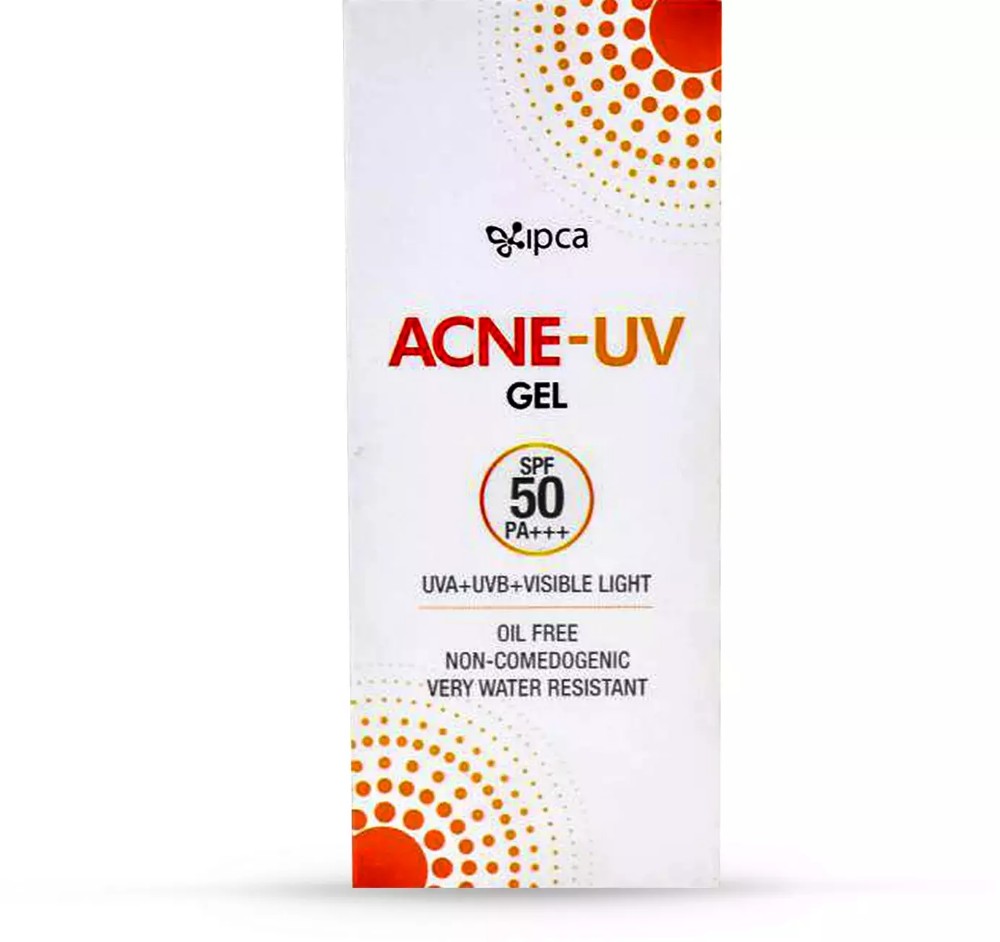 ipca
ACNE-UV
GEL
SPF
50
PA+++
UVA+UVB+VISIBLE LIGHT
OIL FREE
NON-COMEDOGENIC
VERY WATER RESISTANT